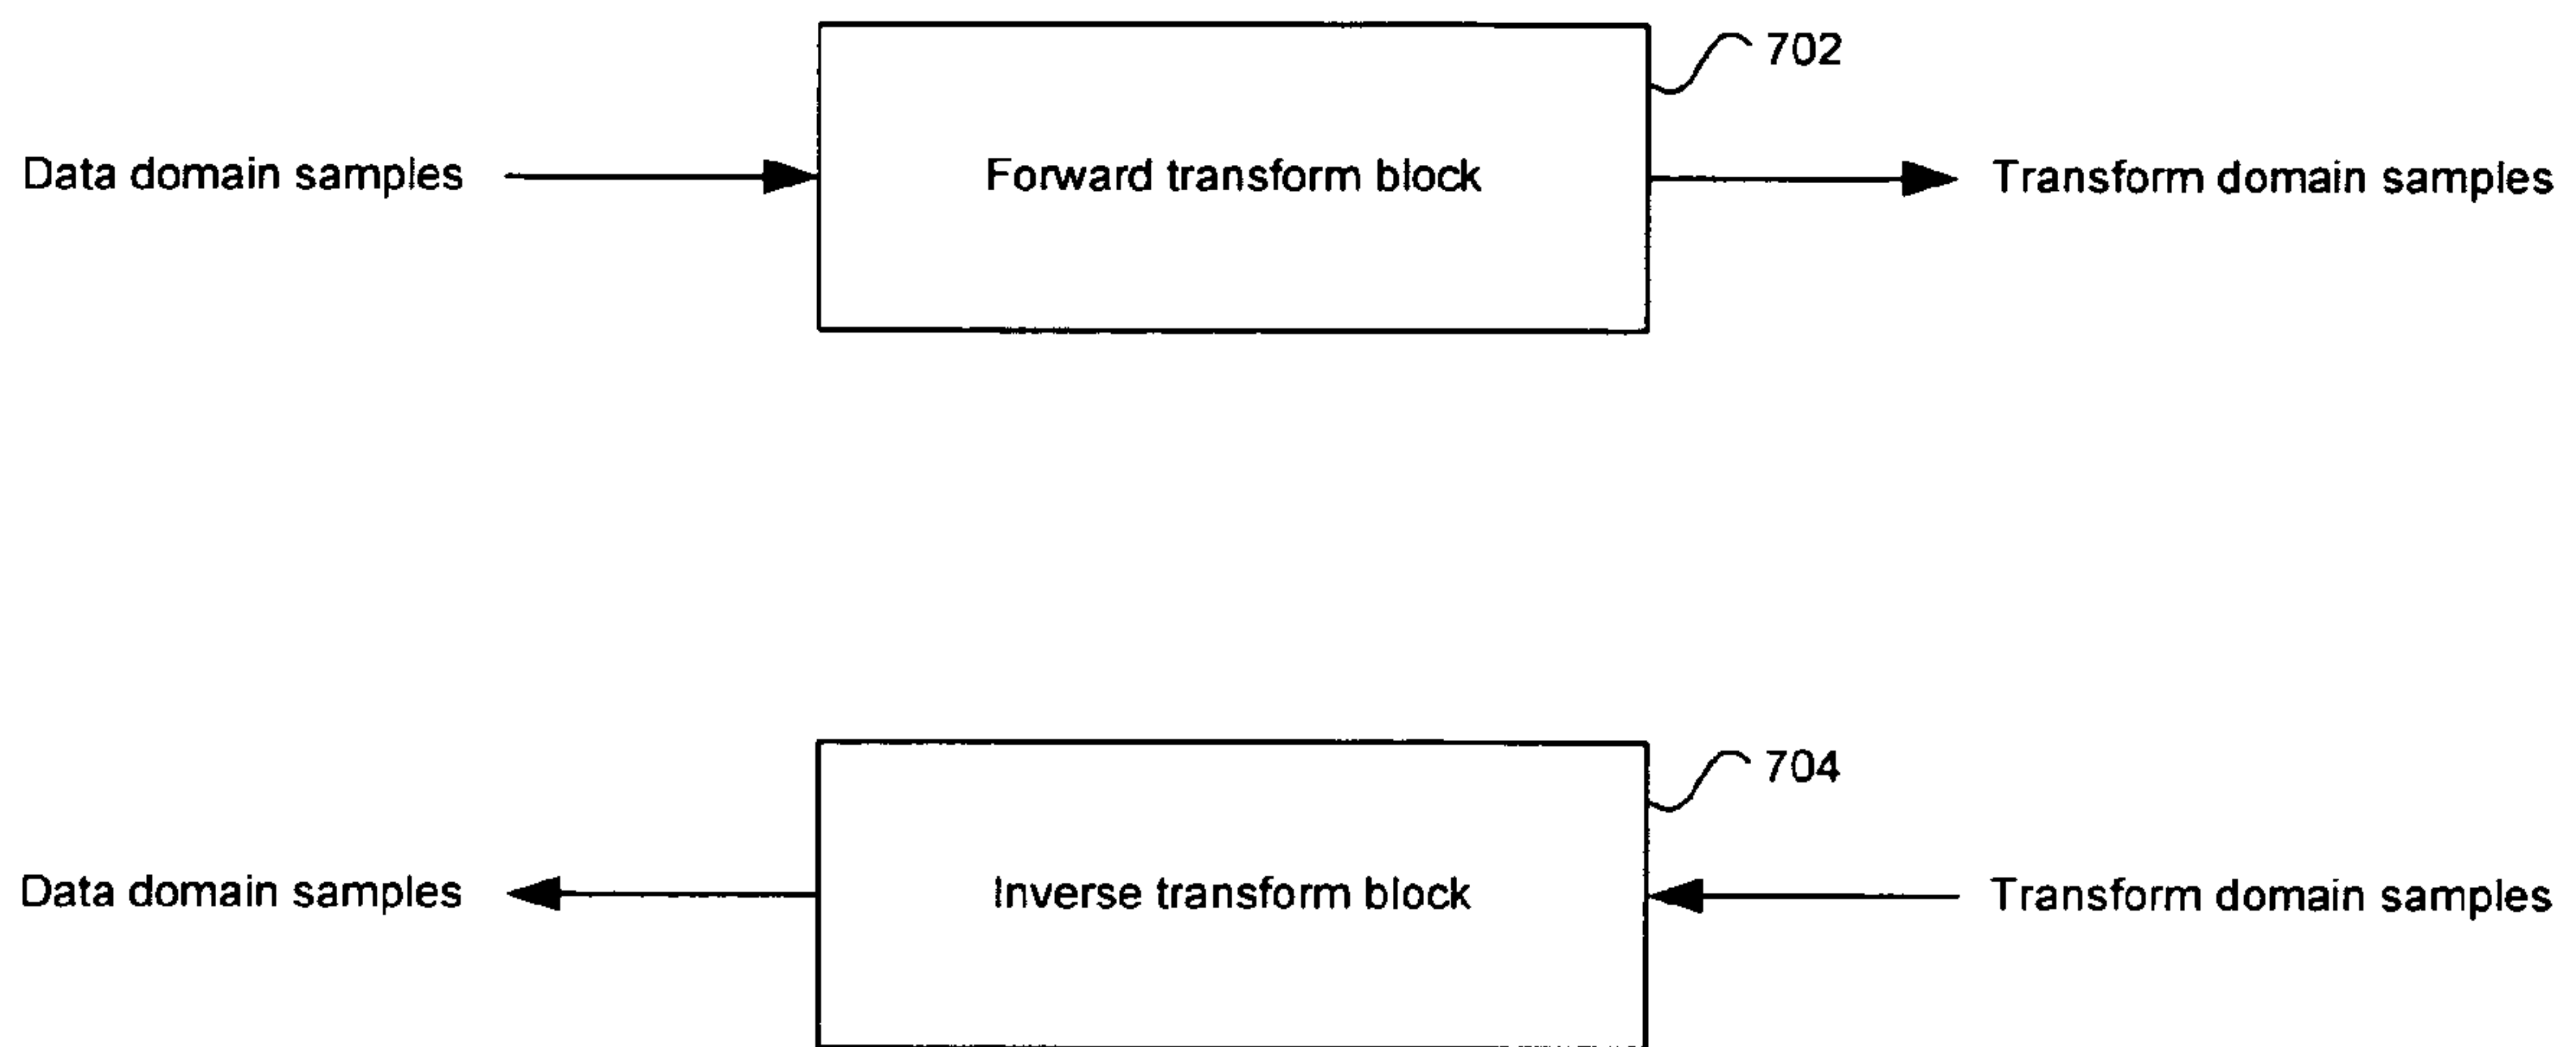 702
Data domain samples
Forward transform block
Transform domain samples
704
Data domain samples
Inverse transform block
Transform domain samples